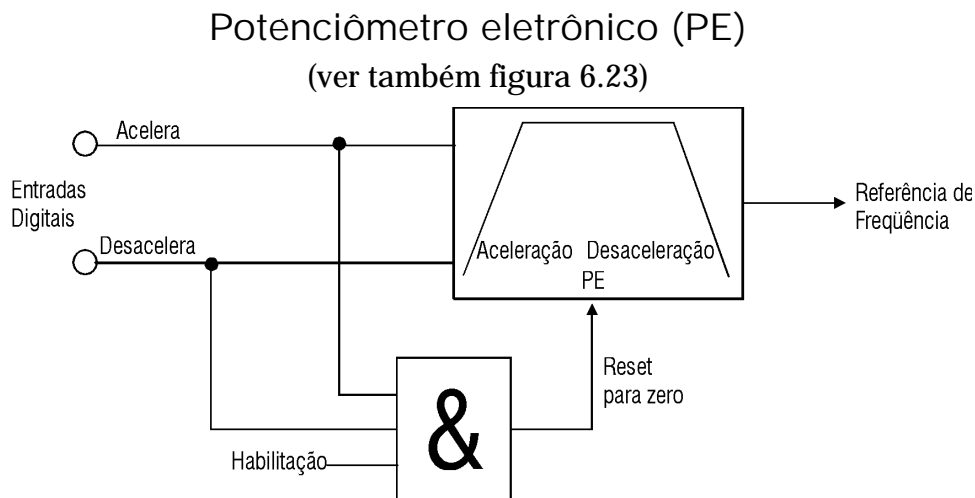 Potenciômetro eletrônico (PE)
(ver também figura 6.23)
Acelera
Entradas
Digitais
Desacelera
Aceleração Desaceleração
PE
Referência de
Freqüência
Reset
para zero
&
Habilitação